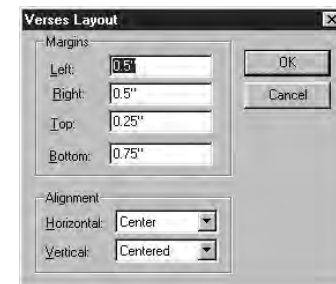 Verses Layout
Margins
Left: 0.5"
Right: 0.5"
Top: 0.25"
Bottom: 0.75"
OK
Cancel
Alignment
Horizontal: Center
Vertical: Centered